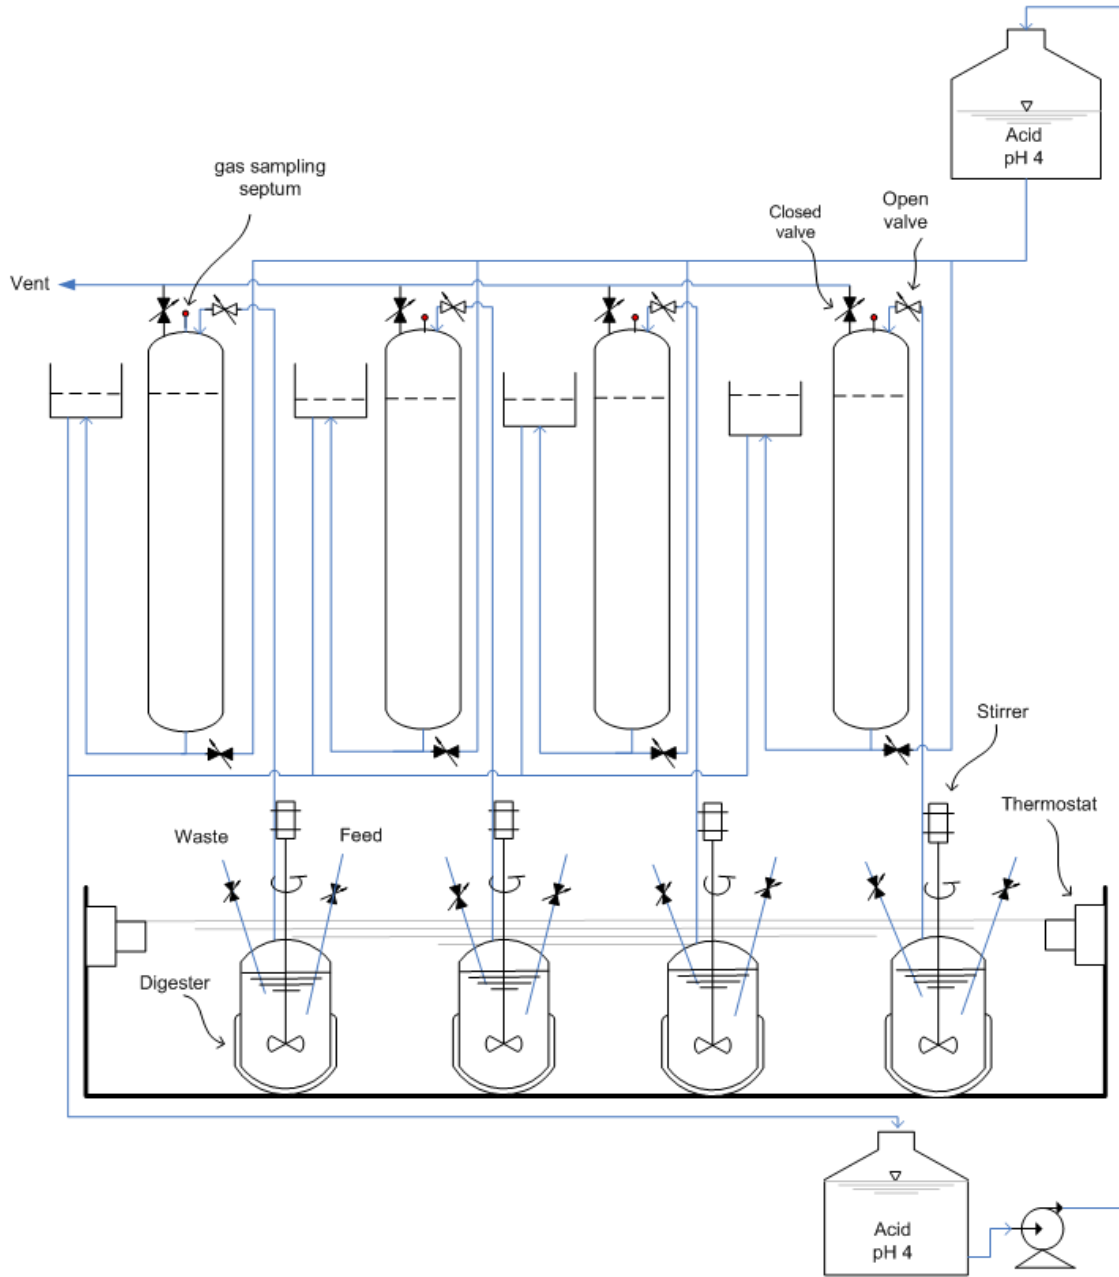 Acid
pH 4
gas sampling
septum
Closed
valve
Open
valve
Vent
Stirrer
Thermostat
Waste
Feed
Digester
Acid
pH 4